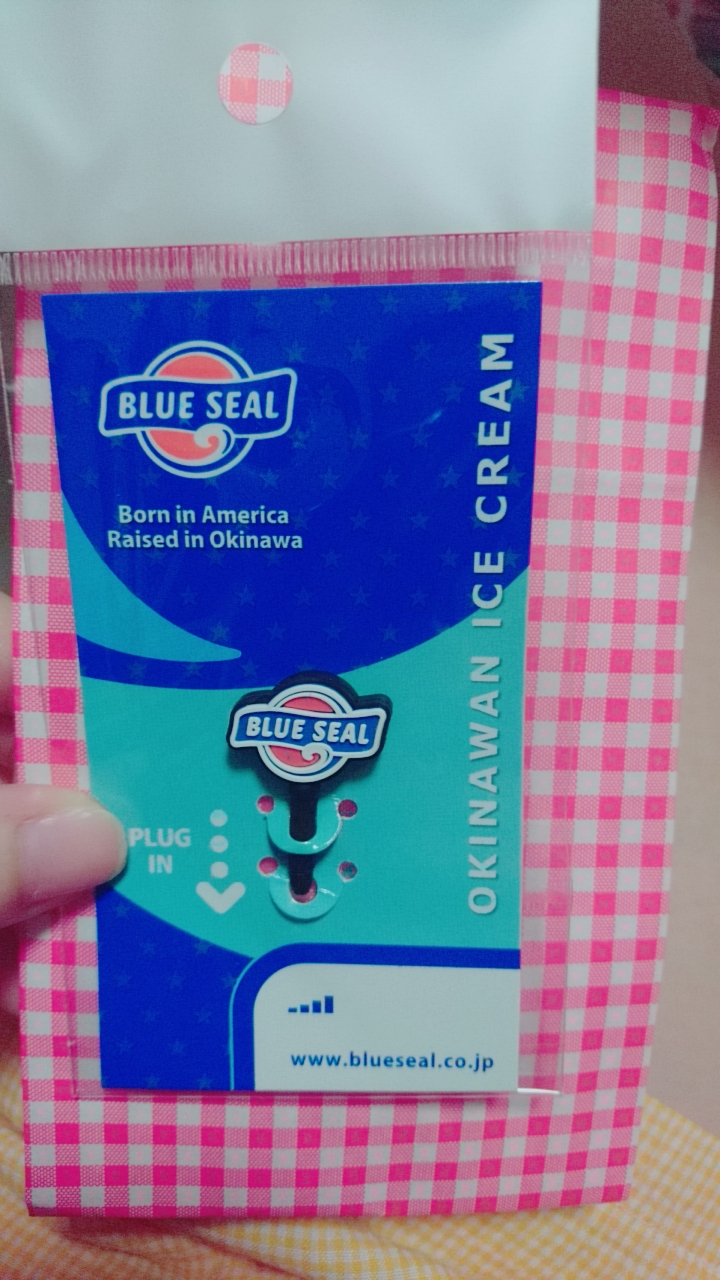 BLUE SEAL
Born in America
Raised in Okinawa
OKINAWAN ICE CREAM
BLUE SEAL
PLUG
IN
www.blueseal.co.jp